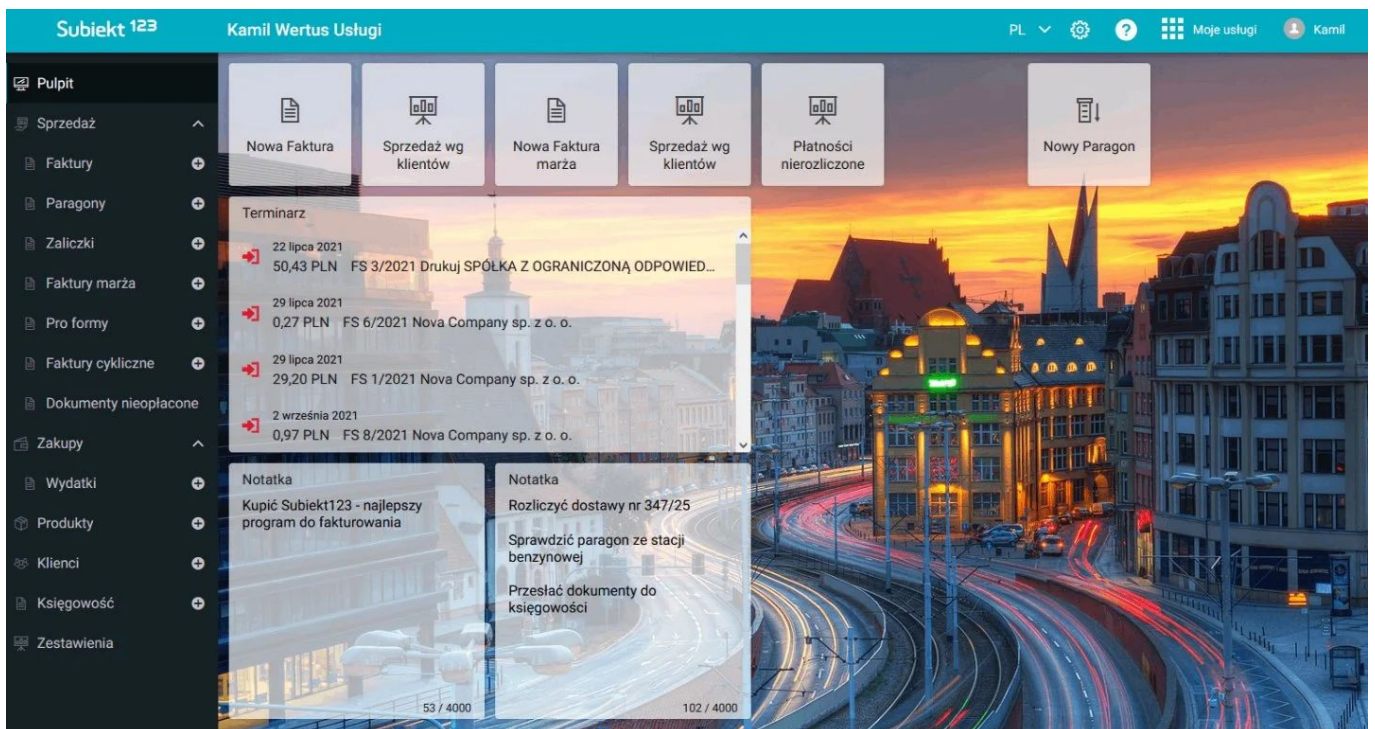 Subiekt 123
Kamil Wertus Usługi
PL
?
Moje usługi
Kamil
Pulpit
Sprzedaż
Faktury
Paragony
Zaliczki
Faktury marża
Pro formy
Faktury cykliczne
Dokumenty nieopłacone
Zakupy
Wydatki
Produkty
Klienci
Księgowość
Zestawienia
Nowa Faktura
Sprzedaż wg
klientów
Nowa Faktura
marża
Sprzedaż wg
klientów
Płatności
nierozliczone
Nowy Paragon
Terminarz
22 lipca 2021
50,43 PLN FS 3/2021 Drukuj SPÓŁKA Z OGRANICZONĄ ODPOWIED...
29 lipca 2021
0,27 PLN FS 6/2021 Nova Company sp. z o. o.
29 lipca 2021
29,20 PLN FS 1/2021 Nova Company sp. z o. o.
2 września 2021
0,97 PLN FS 8/2021 Nova Company sp. z o. o.
Notatka
Kupić Subiekt123 - najlepszy
program do fakturowania
53 / 4000
Notatka
Rozliczyć dostawy nr 347/25
Sprawdzić paragon ze stacji
benzynowej
Przesłać dokumenty do
księgowości
102 / 4000